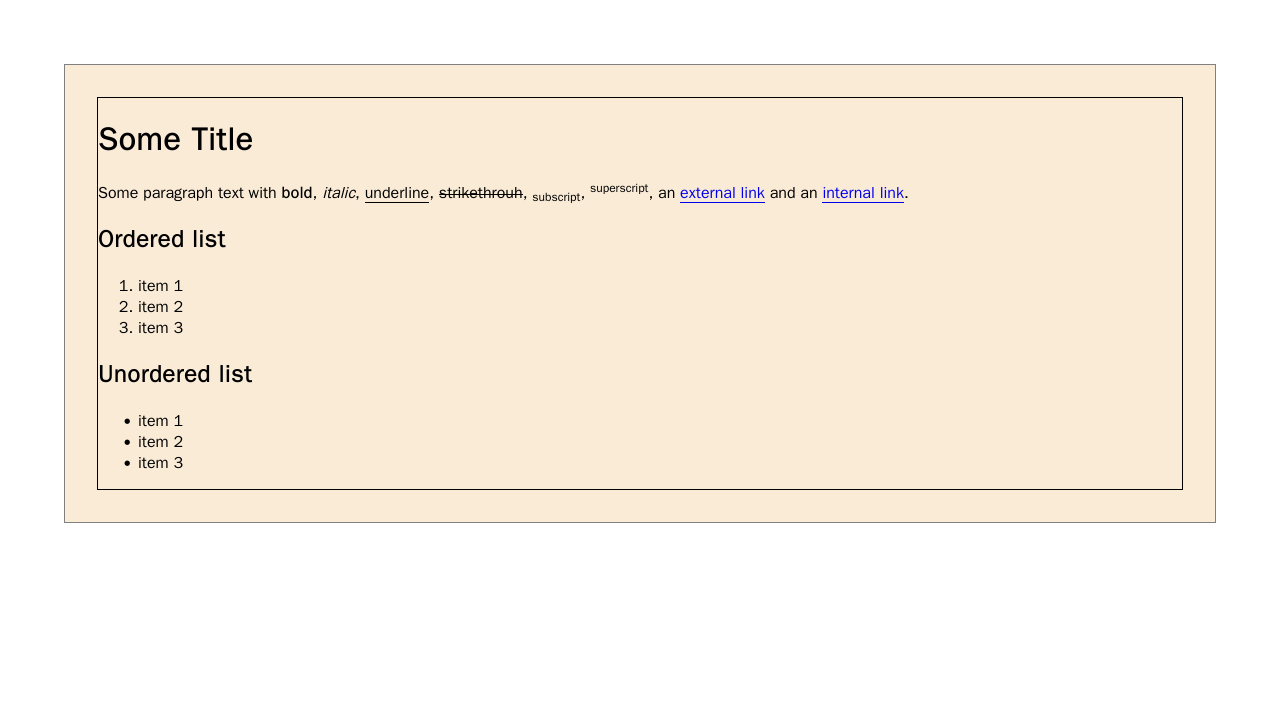 Some Title
Some paragraph text with bold, italic, underline, strikethrouh, subscript, superscript, an external link and an internal link.
Ordered list
1. item 1
2. item 2
3. item 3
Unordered list
• item 1
• item 2
• item 3